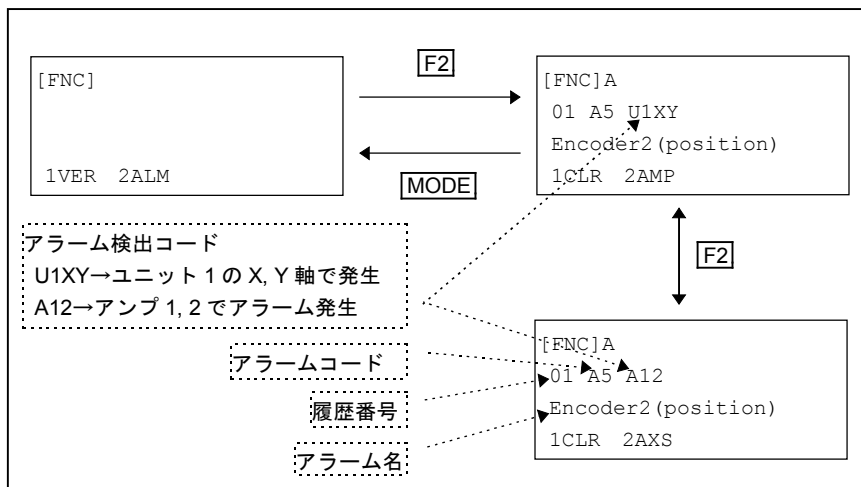 [FNC]
1VER 2ALM
F2
MODE
[FNC]A
01 A5 U1XY
Encoder2(position)
1CLR 2AMP
F2
アラーム検出コード
U1XY→ユニット 1 の X, Y 軸で発生
A12→アンプ 1, 2 でアラーム発生
アラームコード
履歴番号
アラーム名
[FNC]A
01 A5 A12
Encoder2(position)
1CLR 2AXS